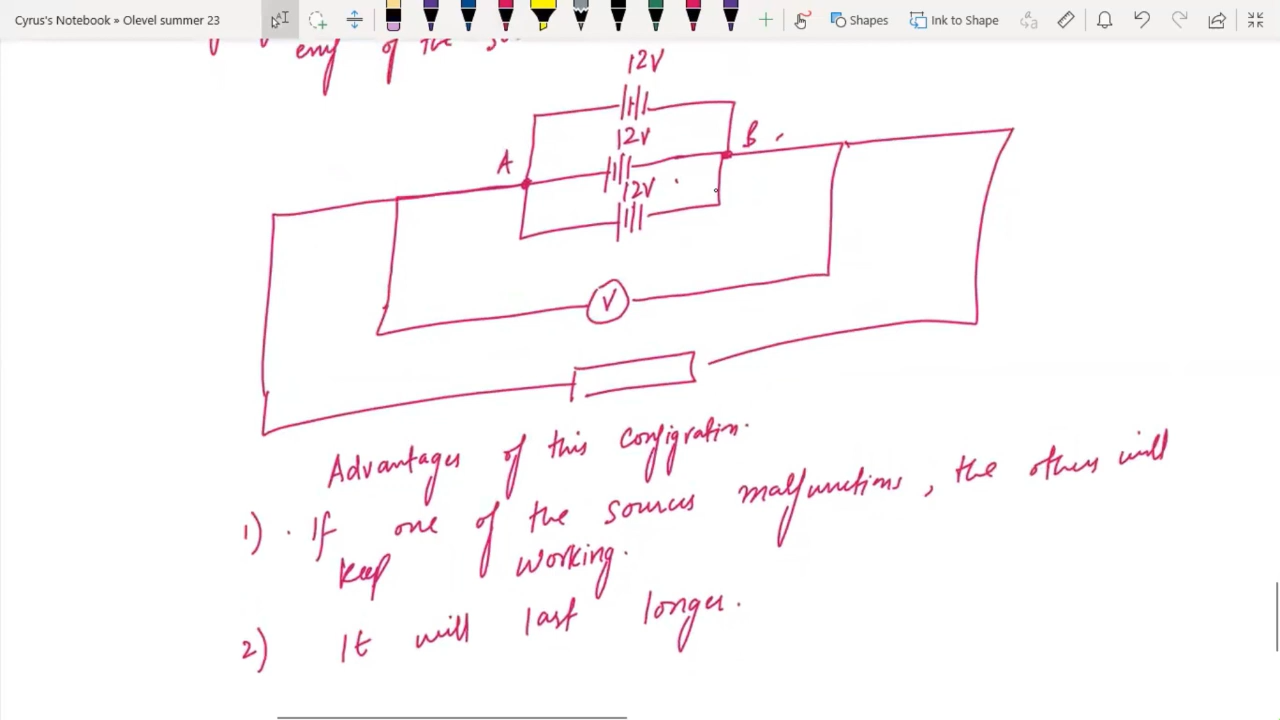 Cyrus's Notebook » Olevel summer 23
Shapes
Ink to Shape
emf of the
12V
12V
A
B
12V
V
Advantages of this configration.
1) . If one of the sources malfunctions, the others will
keep working.
2) It will last longer.